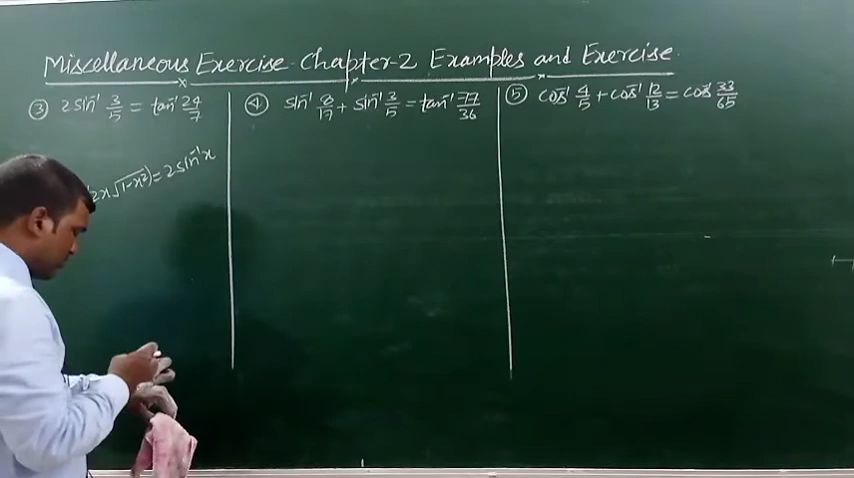 Miscellaneous Exercise Chapter-2 Examples and Exercise.
③ 2 sin⁻¹ 3/5 = tan⁻¹ 24/7
④ sin⁻¹ 8/17 + sin⁻¹ 3/5 = tan⁻¹ 77/36
⑤ cos⁻¹ 4/5 + cos⁻¹ 12/13 = cos⁻¹ 33/65
(2x√1-x²) = 2 sin⁻¹x